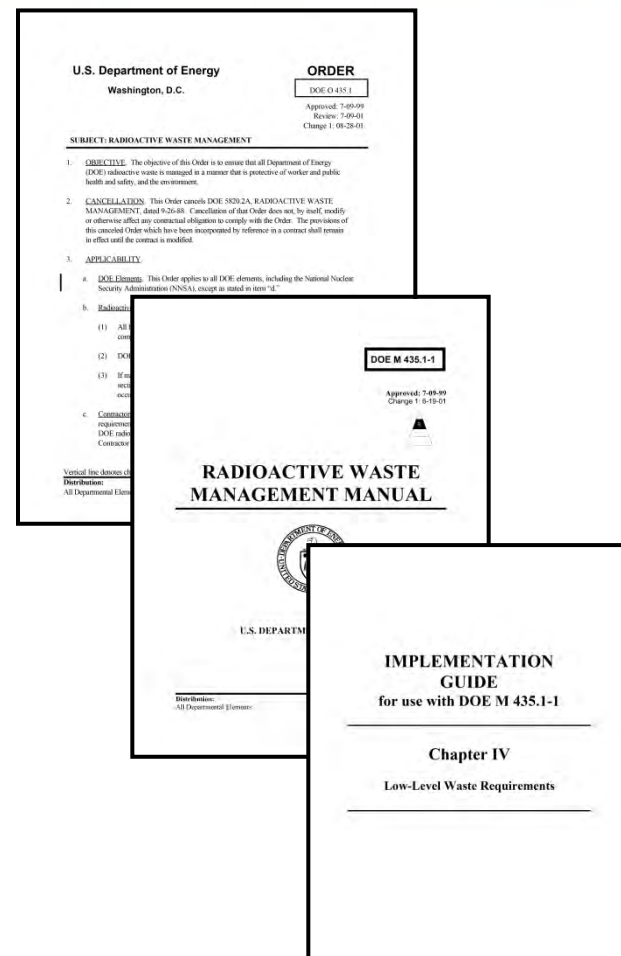 U.S. Department of Energy
Washington, D.C.
ORDER
DOE O 435.1
Approved: 7-09-99
Review: 7-09-01
Change 1: 08-28-01
SUBJECT: RADIOACTIVE WASTE MANAGEMENT
1. OBJECTIVE. The objective of this Order is to ensure that all Department of Energy
(DOE) radioactive waste is managed in a manner that is protective of worker and public
health and safety, and the environment.
2. CANCELLATION. This Order cancels DOE 5820.2A, RADIOACTIVE WASTE
MANAGEMENT, dated 9-26-88. Cancellation of that Order does not, by itself, modify
or otherwise affect any contractual obligation to comply with the Order. The provisions of
this canceled Order which have been incorporated by reference in a contract shall remain
in effect until the contract is modified.
3. APPLICABILITY.
a. DOE Elements. This Order applies to all DOE elements, including the National Nuclear
Security Administration (NNSA), except as stated in item "d."
b.
(1) All
(2)
(3) If
c.
DOE
Contractor
Vertical line denotes
Distribution:
All Departmental
DOE M 435.1-1
Approved: 7-09-99
Change 1: 6-19-01
RADIOACTIVE WASTE
MANAGEMENT MANUAL
U.S.
Distribution:
All Departmental Elements
IMPLEMENTATION
GUIDE
for use with DOE M 435.1-1
Chapter IV
Low-Level Waste Requirements